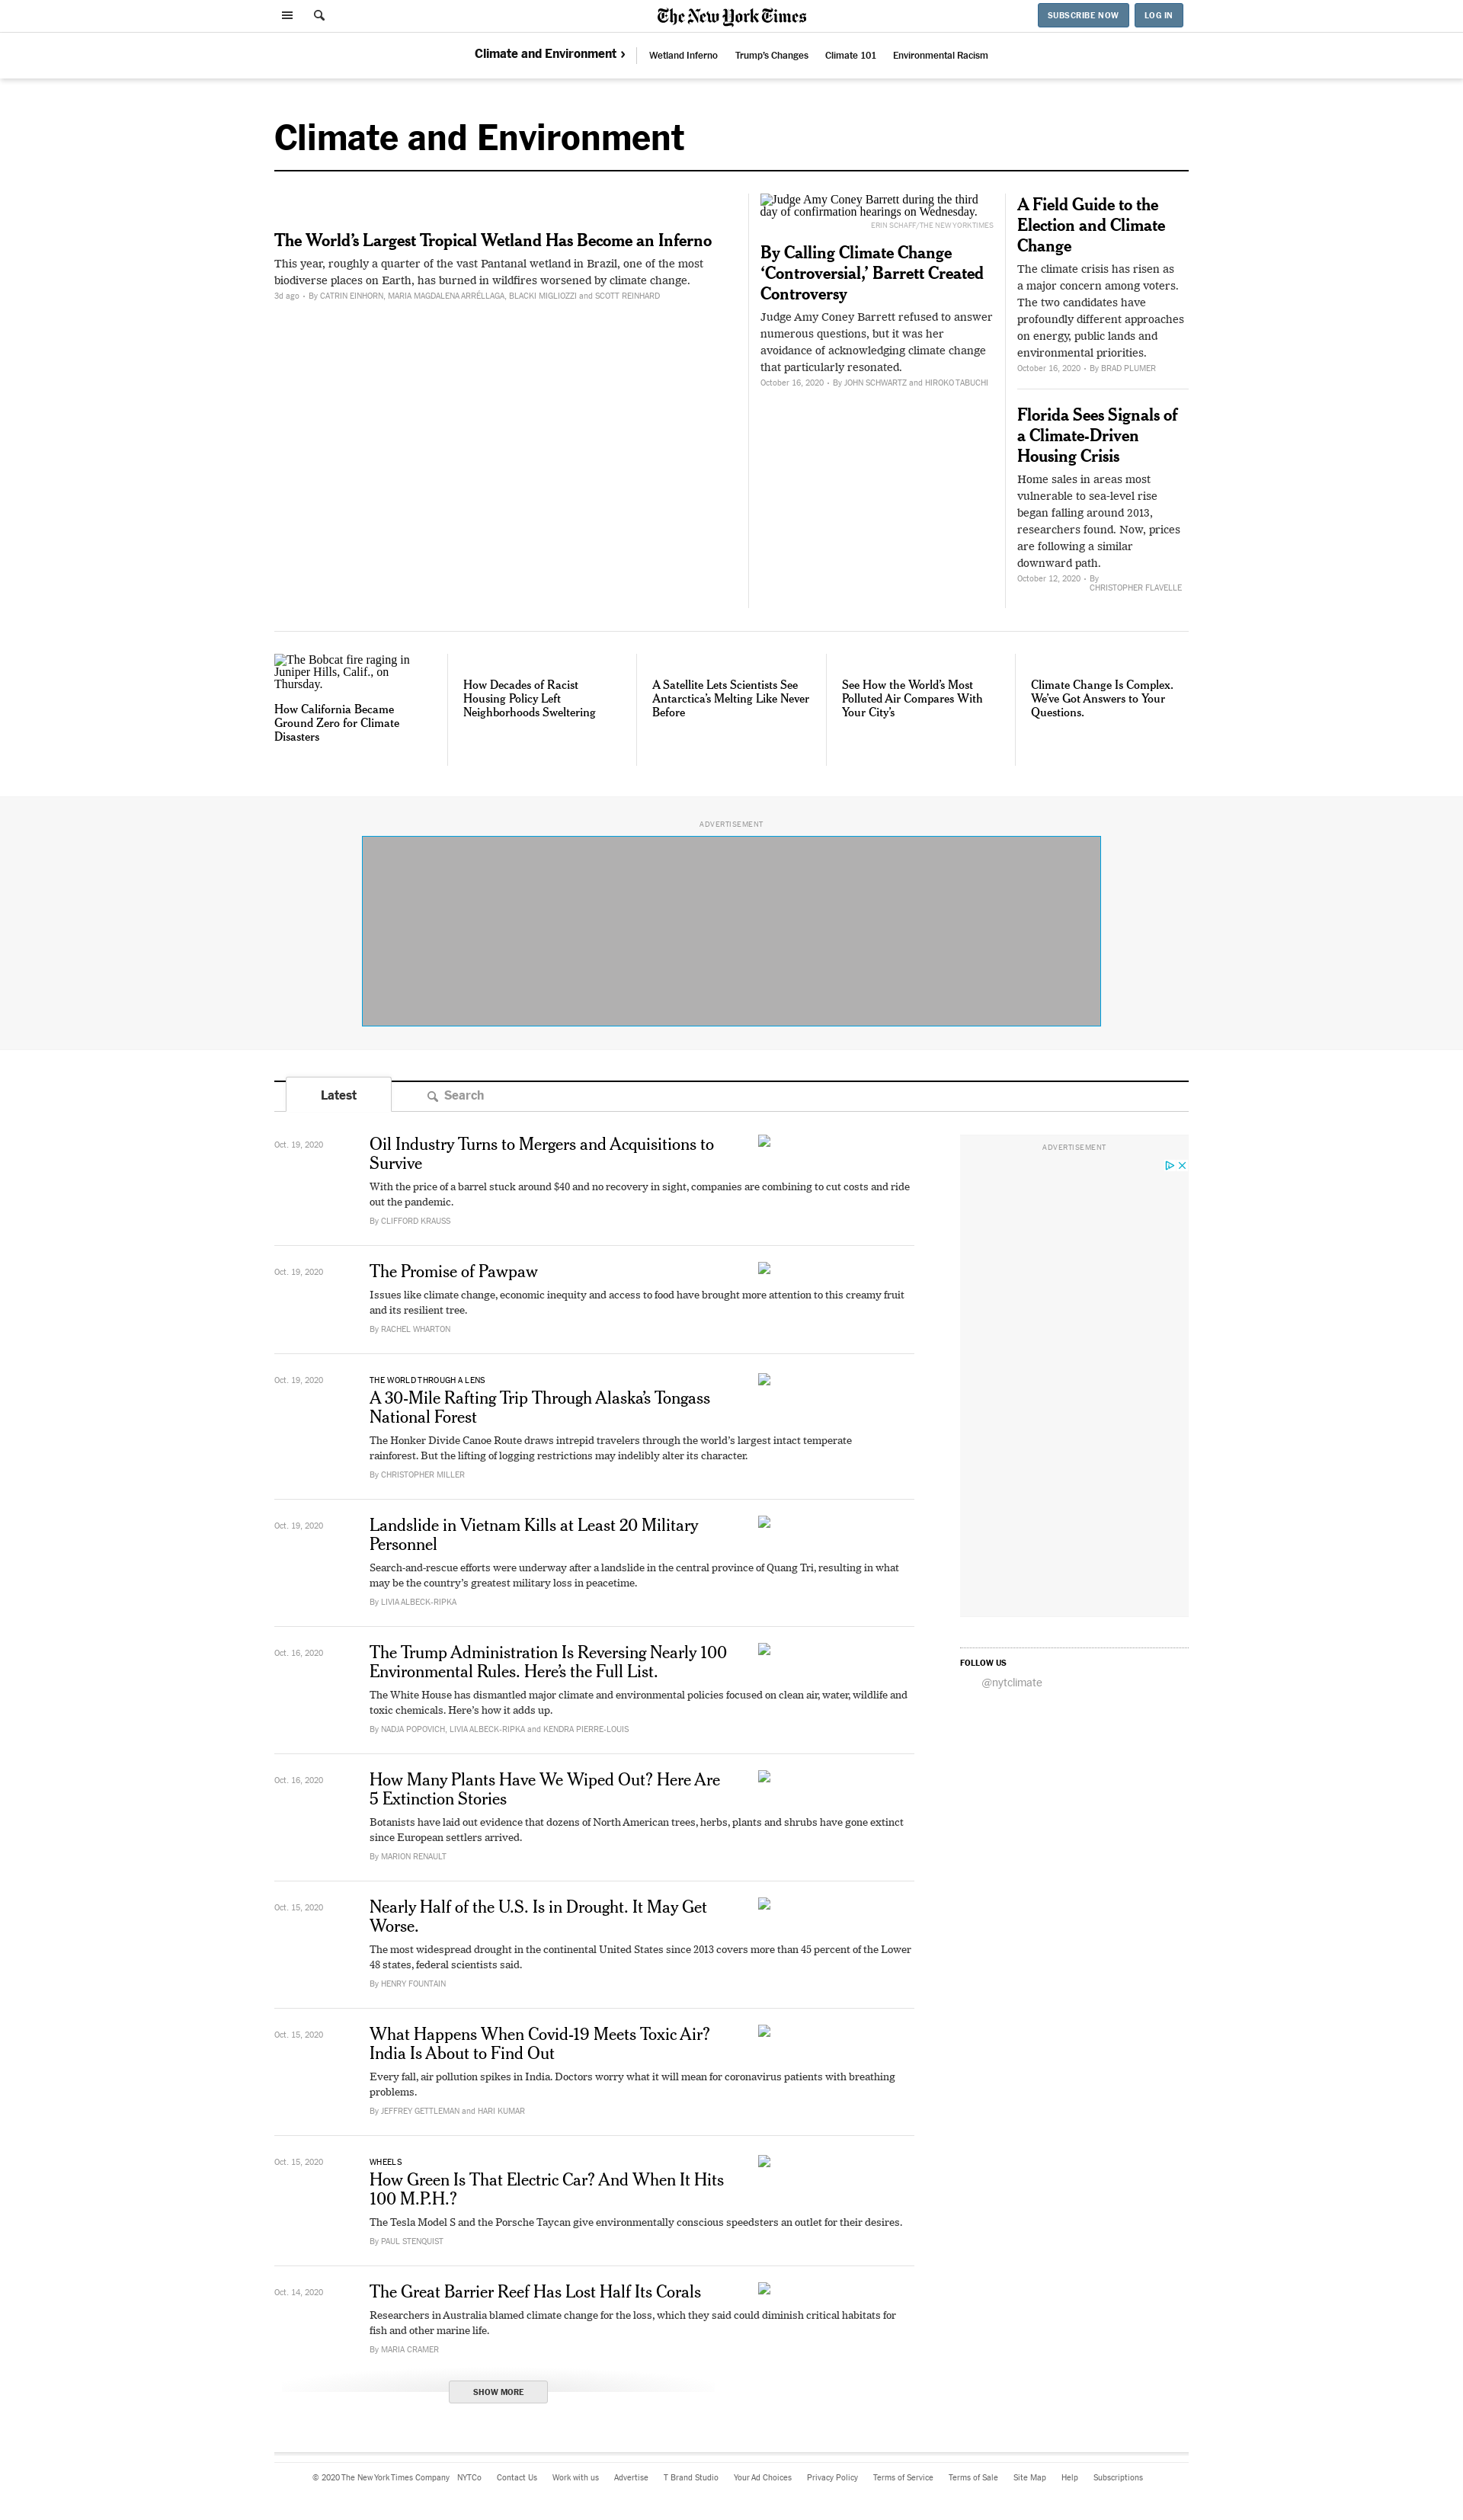 The New York Times
SUBSCRIBE NOW
LOG IN
Climate and Environment ›
Wetland Inferno
Trump's Changes
Climate 101
Environmental Racism
Climate and Environment
The World's Largest Tropical Wetland Has Become an Inferno
This year, roughly a quarter of the vast Pantanal wetland in Brazil, one of the most
biodiverse places on Earth, has burned in wildfires worsened by climate change.
3d ago • By CATRIN EINHORN, MARIA MAGDALENA ARRÉLLAGA, BLACKI MIGLIOZZI and SCOTT REINHARD
Judge Amy Coney Barrett during the third
day of confirmation hearings on Wednesday.
ERIN SCHAFF/THE NEW YORK TIMES
By Calling Climate Change
‘Controversial,’ Barrett Created
Controversy
Judge Amy Coney Barrett refused to answer
numerous questions, but it was her
avoidance of acknowledging climate change
that particularly resonated.
October 16, 2020 • By JOHN SCHWARTZ and HIROKO TABUCHI
A Field Guide to the
Election and Climate
Change
The climate crisis has risen as
a major concern among voters.
The two candidates have
profoundly different approaches
on energy, public lands and
environmental priorities.
October 16, 2020 • By BRAD PLUMER
Florida Sees Signals of
a Climate-Driven
Housing Crisis
Home sales in areas most
vulnerable to sea-level rise
began falling around 2013,
researchers found. Now, prices
are following a similar
downward path.
October 12, 2020 • By
CHRISTOPHER FLAVELLE
The Bobcat fire raging in
Juniper Hills, Calif., on
Thursday.
How California Became
Ground Zero for Climate
Disasters
How Decades of Racist
Housing Policy Left
Neighborhoods Sweltering
A Satellite Lets Scientists See
Antarctica's Melting Like Never
Before
See How the World's Most
Polluted Air Compares With
Your City's
Climate Change Is Complex.
We've Got Answers to Your
Questions.
ADVERTISEMENT
Latest
Search
Oct. 19, 2020
Oil Industry Turns to Mergers and Acquisitions to
Survive
With the price of a barrel stuck around $40 and no recovery in sight, companies are combining to cut costs and ride
out the pandemic.
By CLIFFORD KRAUSS
ADVERTISEMENT
Oct. 19, 2020
The Promise of Pawpaw
Issues like climate change, economic inequity and access to food have brought more attention to this creamy fruit
and its resilient tree.
By RACHEL WHARTON
Oct. 19, 2020
THE WORLD THROUGH A LENS
A 30-Mile Rafting Trip Through Alaska's Tongass
National Forest
The Honker Divide Canoe Route draws intrepid travelers through the world's largest intact temperate
rainforest. But the lifting of logging restrictions may indelibly alter its character.
By CHRISTOPHER MILLER
Oct. 19, 2020
Landslide in Vietnam Kills at Least 20 Military
Personnel
Search-and-rescue efforts were underway after a landslide in the central province of Quang Tri, resulting in what
may be the country's greatest military loss in peacetime.
By LIVIA ALBECK-RIPKA
Oct. 16, 2020
The Trump Administration Is Reversing Nearly 100
Environmental Rules. Here's the Full List.
The White House has dismantled major climate and environmental policies focused on clean air, water, wildlife and
toxic chemicals. Here's how it adds up.
By NADJA POPOVICH, LIVIA ALBECK-RIPKA and KENDRA PIERRE-LOUIS
FOLLOW US
@nytclimate
Oct. 16, 2020
How Many Plants Have We Wiped Out? Here Are
5 Extinction Stories
Botanists have laid out evidence that dozens of North American trees, herbs, plants and shrubs have gone extinct
since European settlers arrived.
By MARION RENAULT
Oct. 15, 2020
Nearly Half of the U.S. Is in Drought. It May Get
Worse.
The most widespread drought in the continental United States since 2013 covers more than 45 percent of the Lower
48 states, federal scientists said.
By HENRY FOUNTAIN
Oct. 15, 2020
What Happens When Covid-19 Meets Toxic Air?
India Is About to Find Out
Every fall, air pollution spikes in India. Doctors worry what it will mean for coronavirus patients with breathing
problems.
By JEFFREY GETTLEMAN and HARI KUMAR
Oct. 15, 2020
WHEELS
How Green Is That Electric Car? And When It Hits
100 M.P.H.?
The Tesla Model S and the Porsche Taycan give environmentally conscious speedsters an outlet for their desires.
By PAUL STENQUIST
Oct. 14, 2020
The Great Barrier Reef Has Lost Half Its Corals
Researchers in Australia blamed climate change for the loss, which they said could diminish critical habitats for
fish and other marine life.
By MARIA CRAMER
SHOW MORE
© 2020 The New York Times Company
NYTCo
Contact Us
Work with us
Advertise
T Brand Studio
Your Ad Choices
Privacy Policy
Terms of Service
Terms of Sale
Site Map
Help
Subscriptions